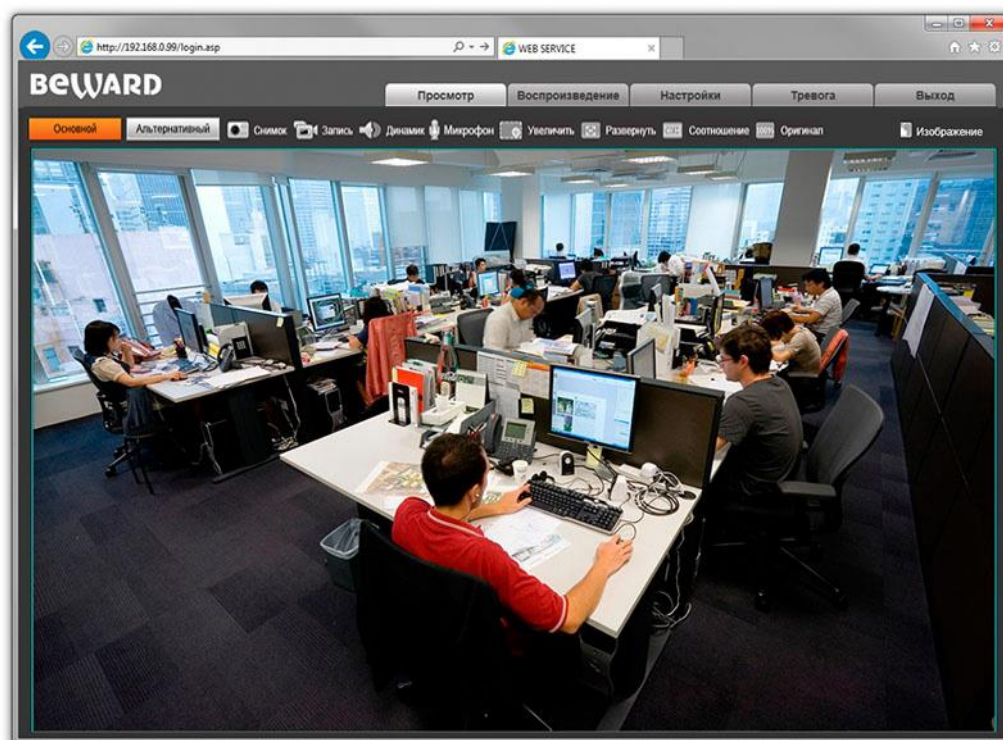 http://192.168.0.99/login.asp
WEB SERVICE
BEWARD
Просмотр
Воспроизведение
Настройки
Тревога
Выход
Основной
Альтернативный
Снимок
Запись
Динамик
Микрофон
Увеличить
Развернуть
Соотношение
100%
Оригинал
Изображение